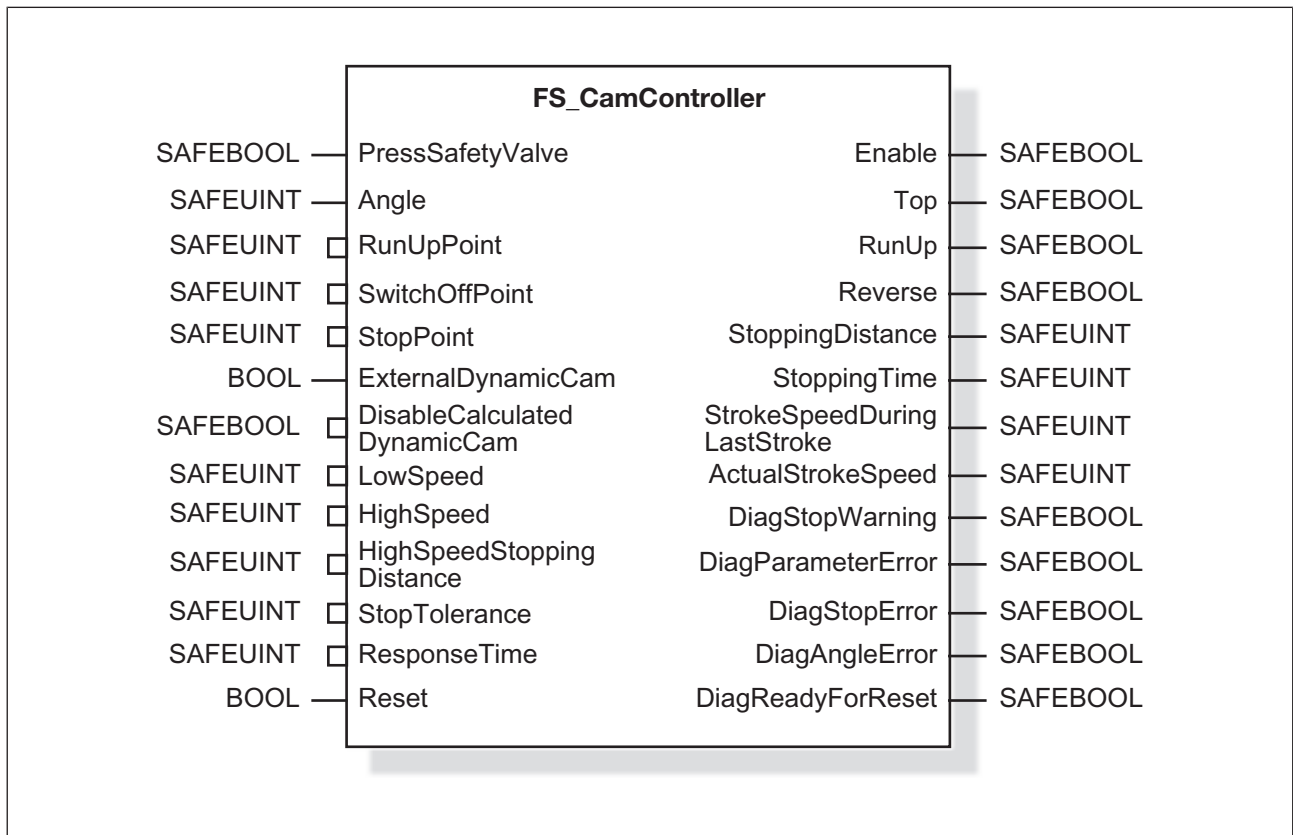 FS_CamController
SAFEBOOL PressSafetyValve Enable SAFEBOOL
SAFEUINT Angle Top SAFEBOOL
SAFEUINT RunUpPoint RunUp SAFEBOOL
SAFEUINT SwitchOffPoint Reverse SAFEBOOL
SAFEUINT StopPoint StoppingDistance SAFEUINT
BOOL ExternalDynamicCam StoppingTime SAFEUINT
SAFEBOOL DisableCalculated StrokeSpeedDuring SAFEUINT
DynamicCam LastStroke
SAFEUINT LowSpeed ActualStrokeSpeed SAFEUINT
SAFEUINT HighSpeed DiagStopWarning SAFEBOOL
SAFEUINT HighSpeedStopping DiagParameterError SAFEBOOL
Distance
SAFEUINT StopTolerance DiagStopError SAFEBOOL
SAFEUINT ResponseTime DiagAngleError SAFEBOOL
BOOL Reset DiagReadyForReset SAFEBOOL